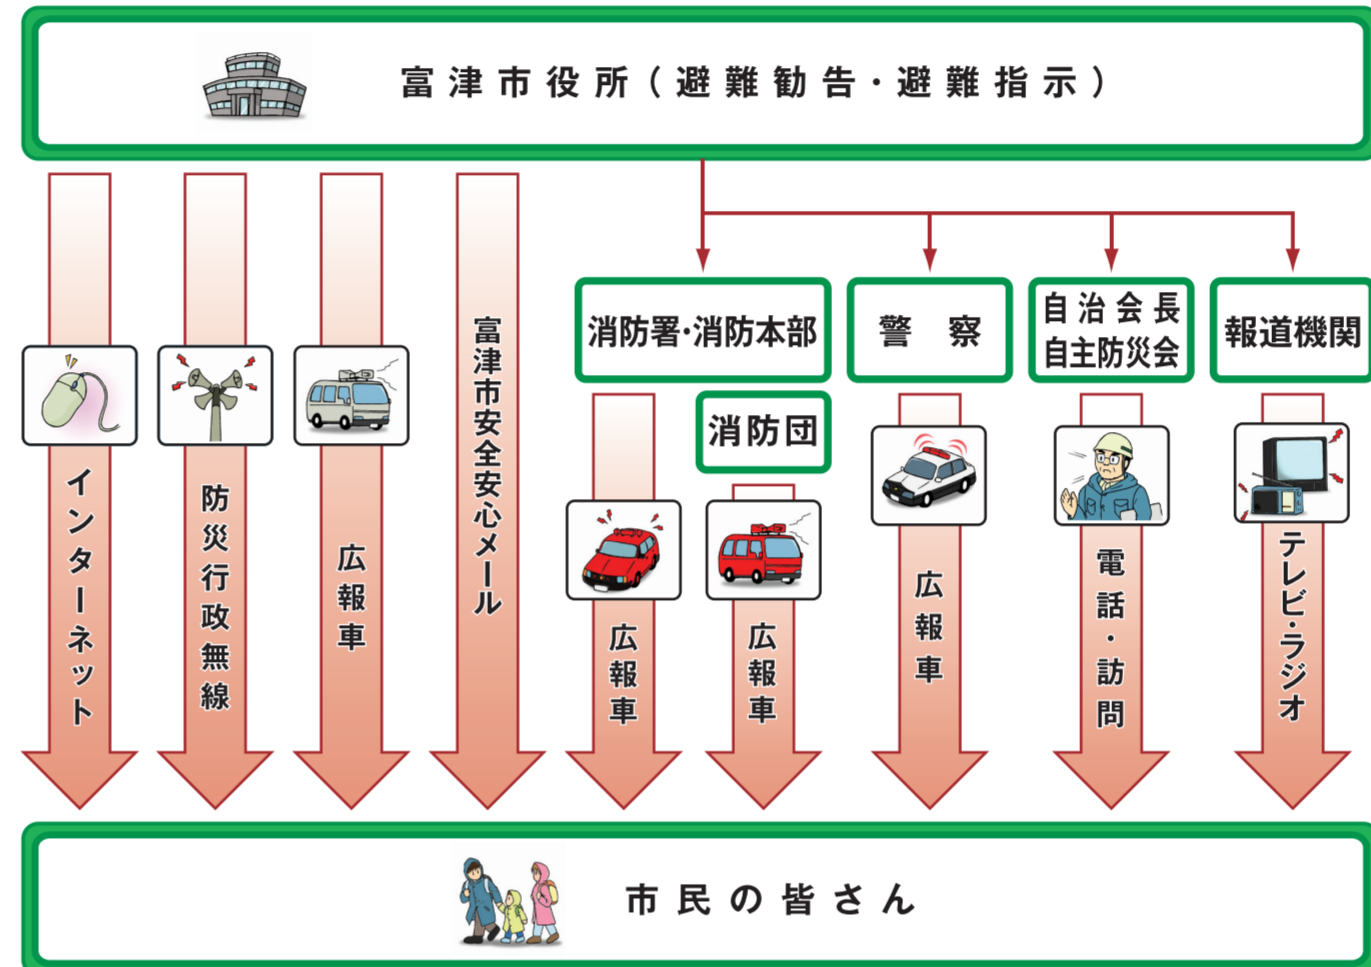 富津市役所(避難勧告・避難指示)
消防署・消防本部
警察
自治会長
自主防災会
報道機関
消防団
インターネット
防災行政無線
広報車
富津市安全安心メール
広報車
広報車
広報車
電話・訪問
テレビ・ラジオ
市民の皆さん